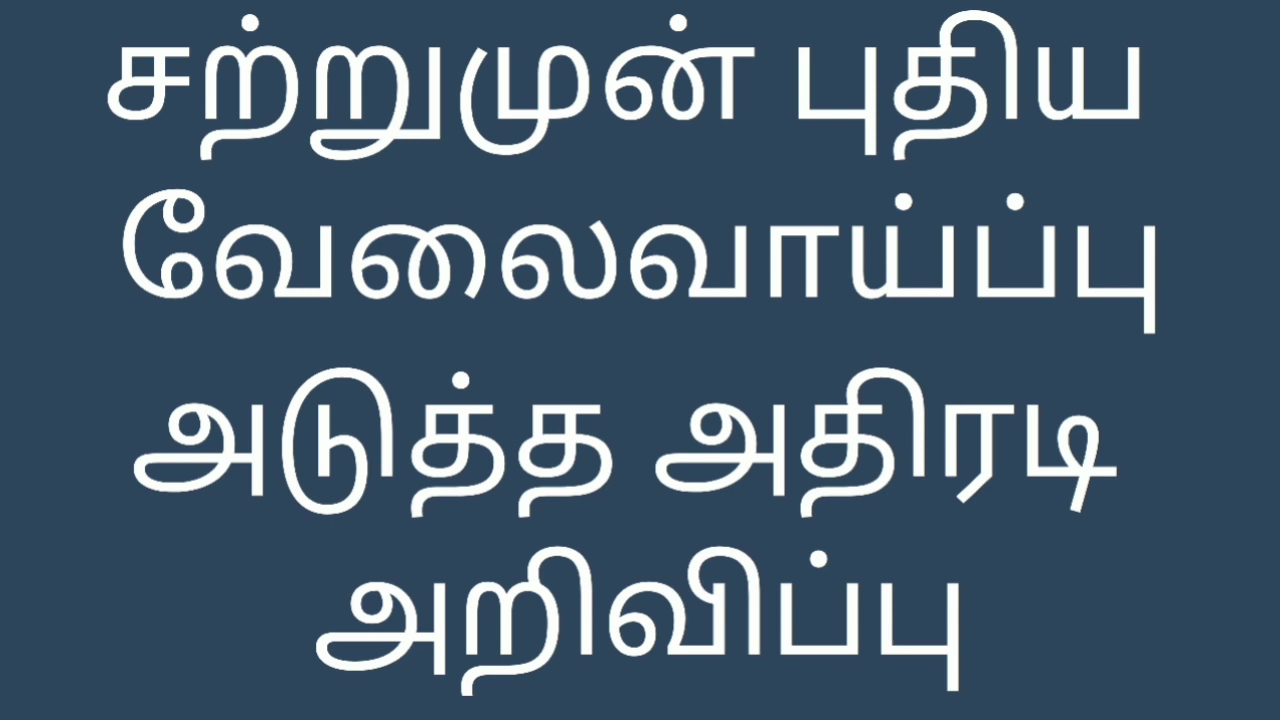 சற்றுமுன் புதிய
வேலைவாய்ப்பு
அடுத்த அதிரடி
அறிவிப்பு